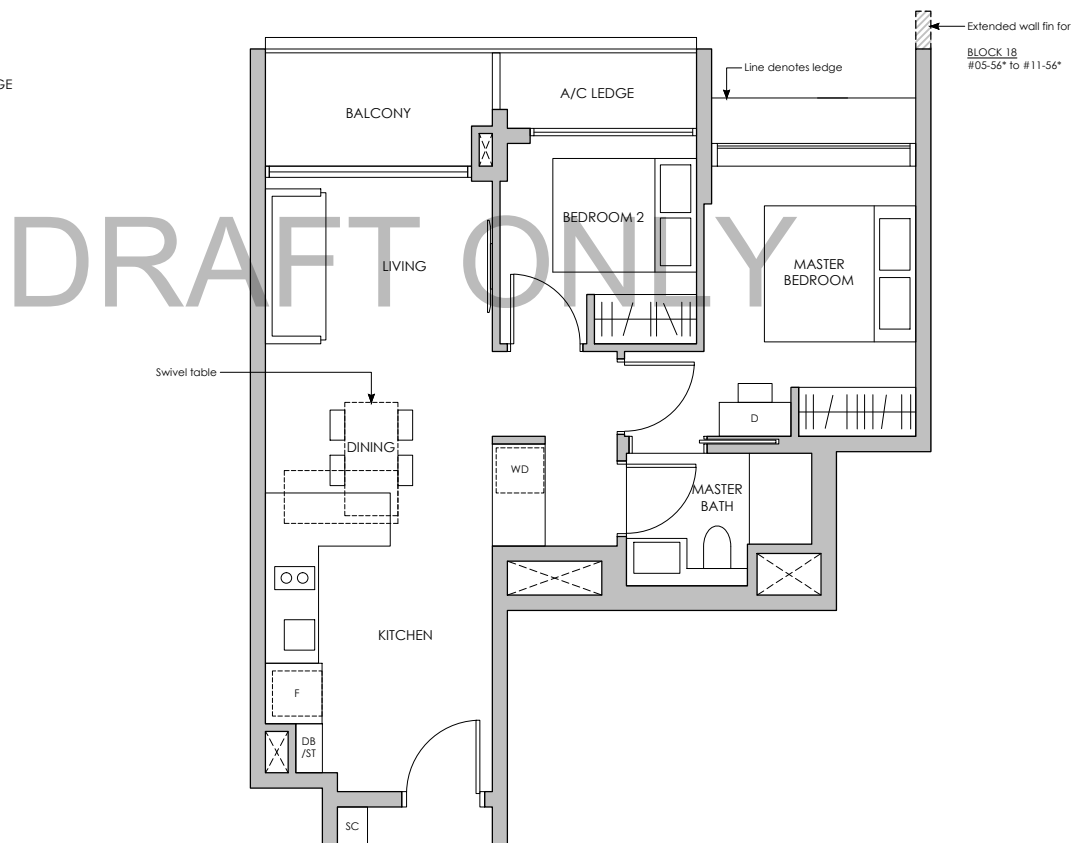 Extended wall fin for
BLOCK 18
#05-56* to #11-56*
Line denotes ledge
GE
A/C LEDGE
BALCONY
BEDROOM 2
DRAFT ONLY
LIVING
MASTER
BEDROOM
Swivel table
D
DINING
WD
MASTER
BATH
KITCHEN
F
DB
/ST
SC